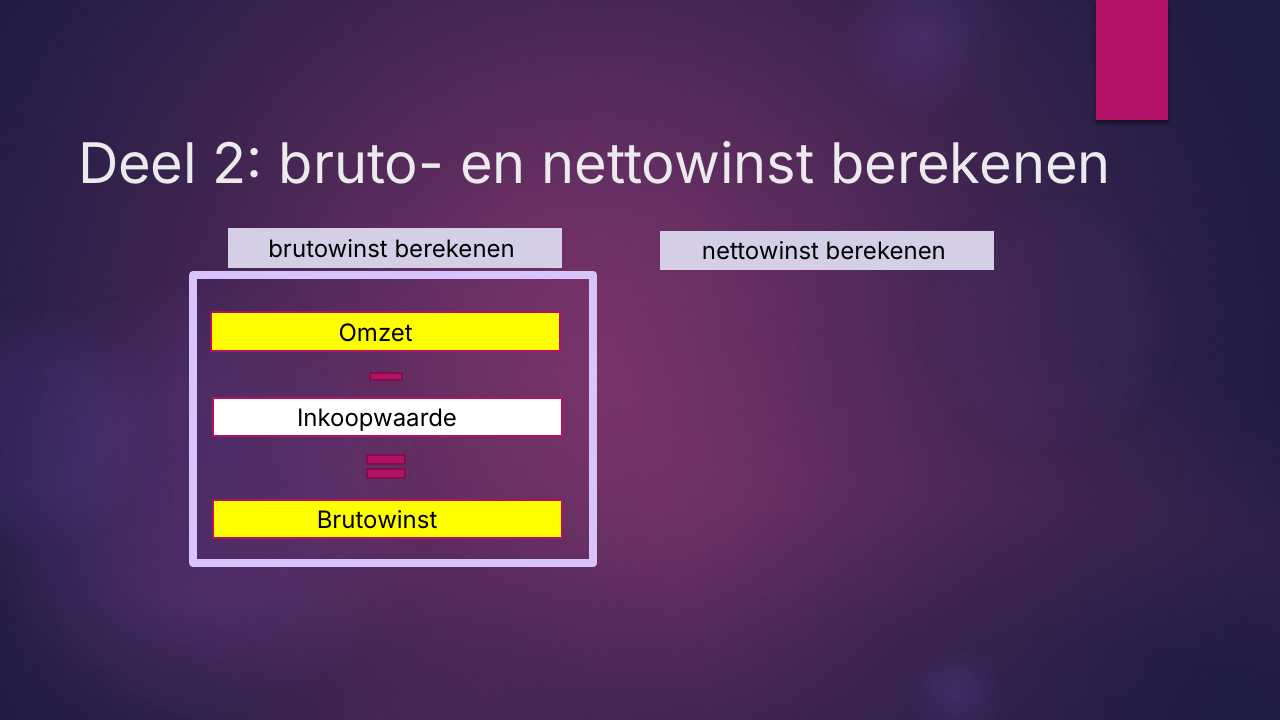 Deel 2: bruto- en nettowinst berekenen
brutowinst berekenen
nettowinst berekenen
Omzet
Inkoopwaarde
Brutowinst